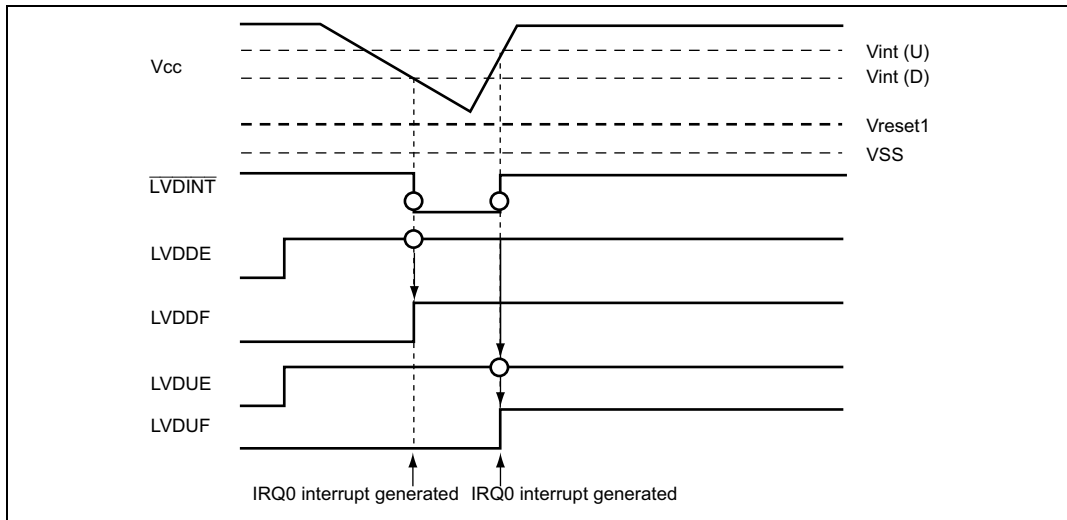 Vcc
Vint (U)
Vint (D)
Vreset1
VSS
LVDINT
LVDDE
LVDDF
LVDUE
LVDUF
IRQ0 interrupt generated IRQ0 interrupt generated